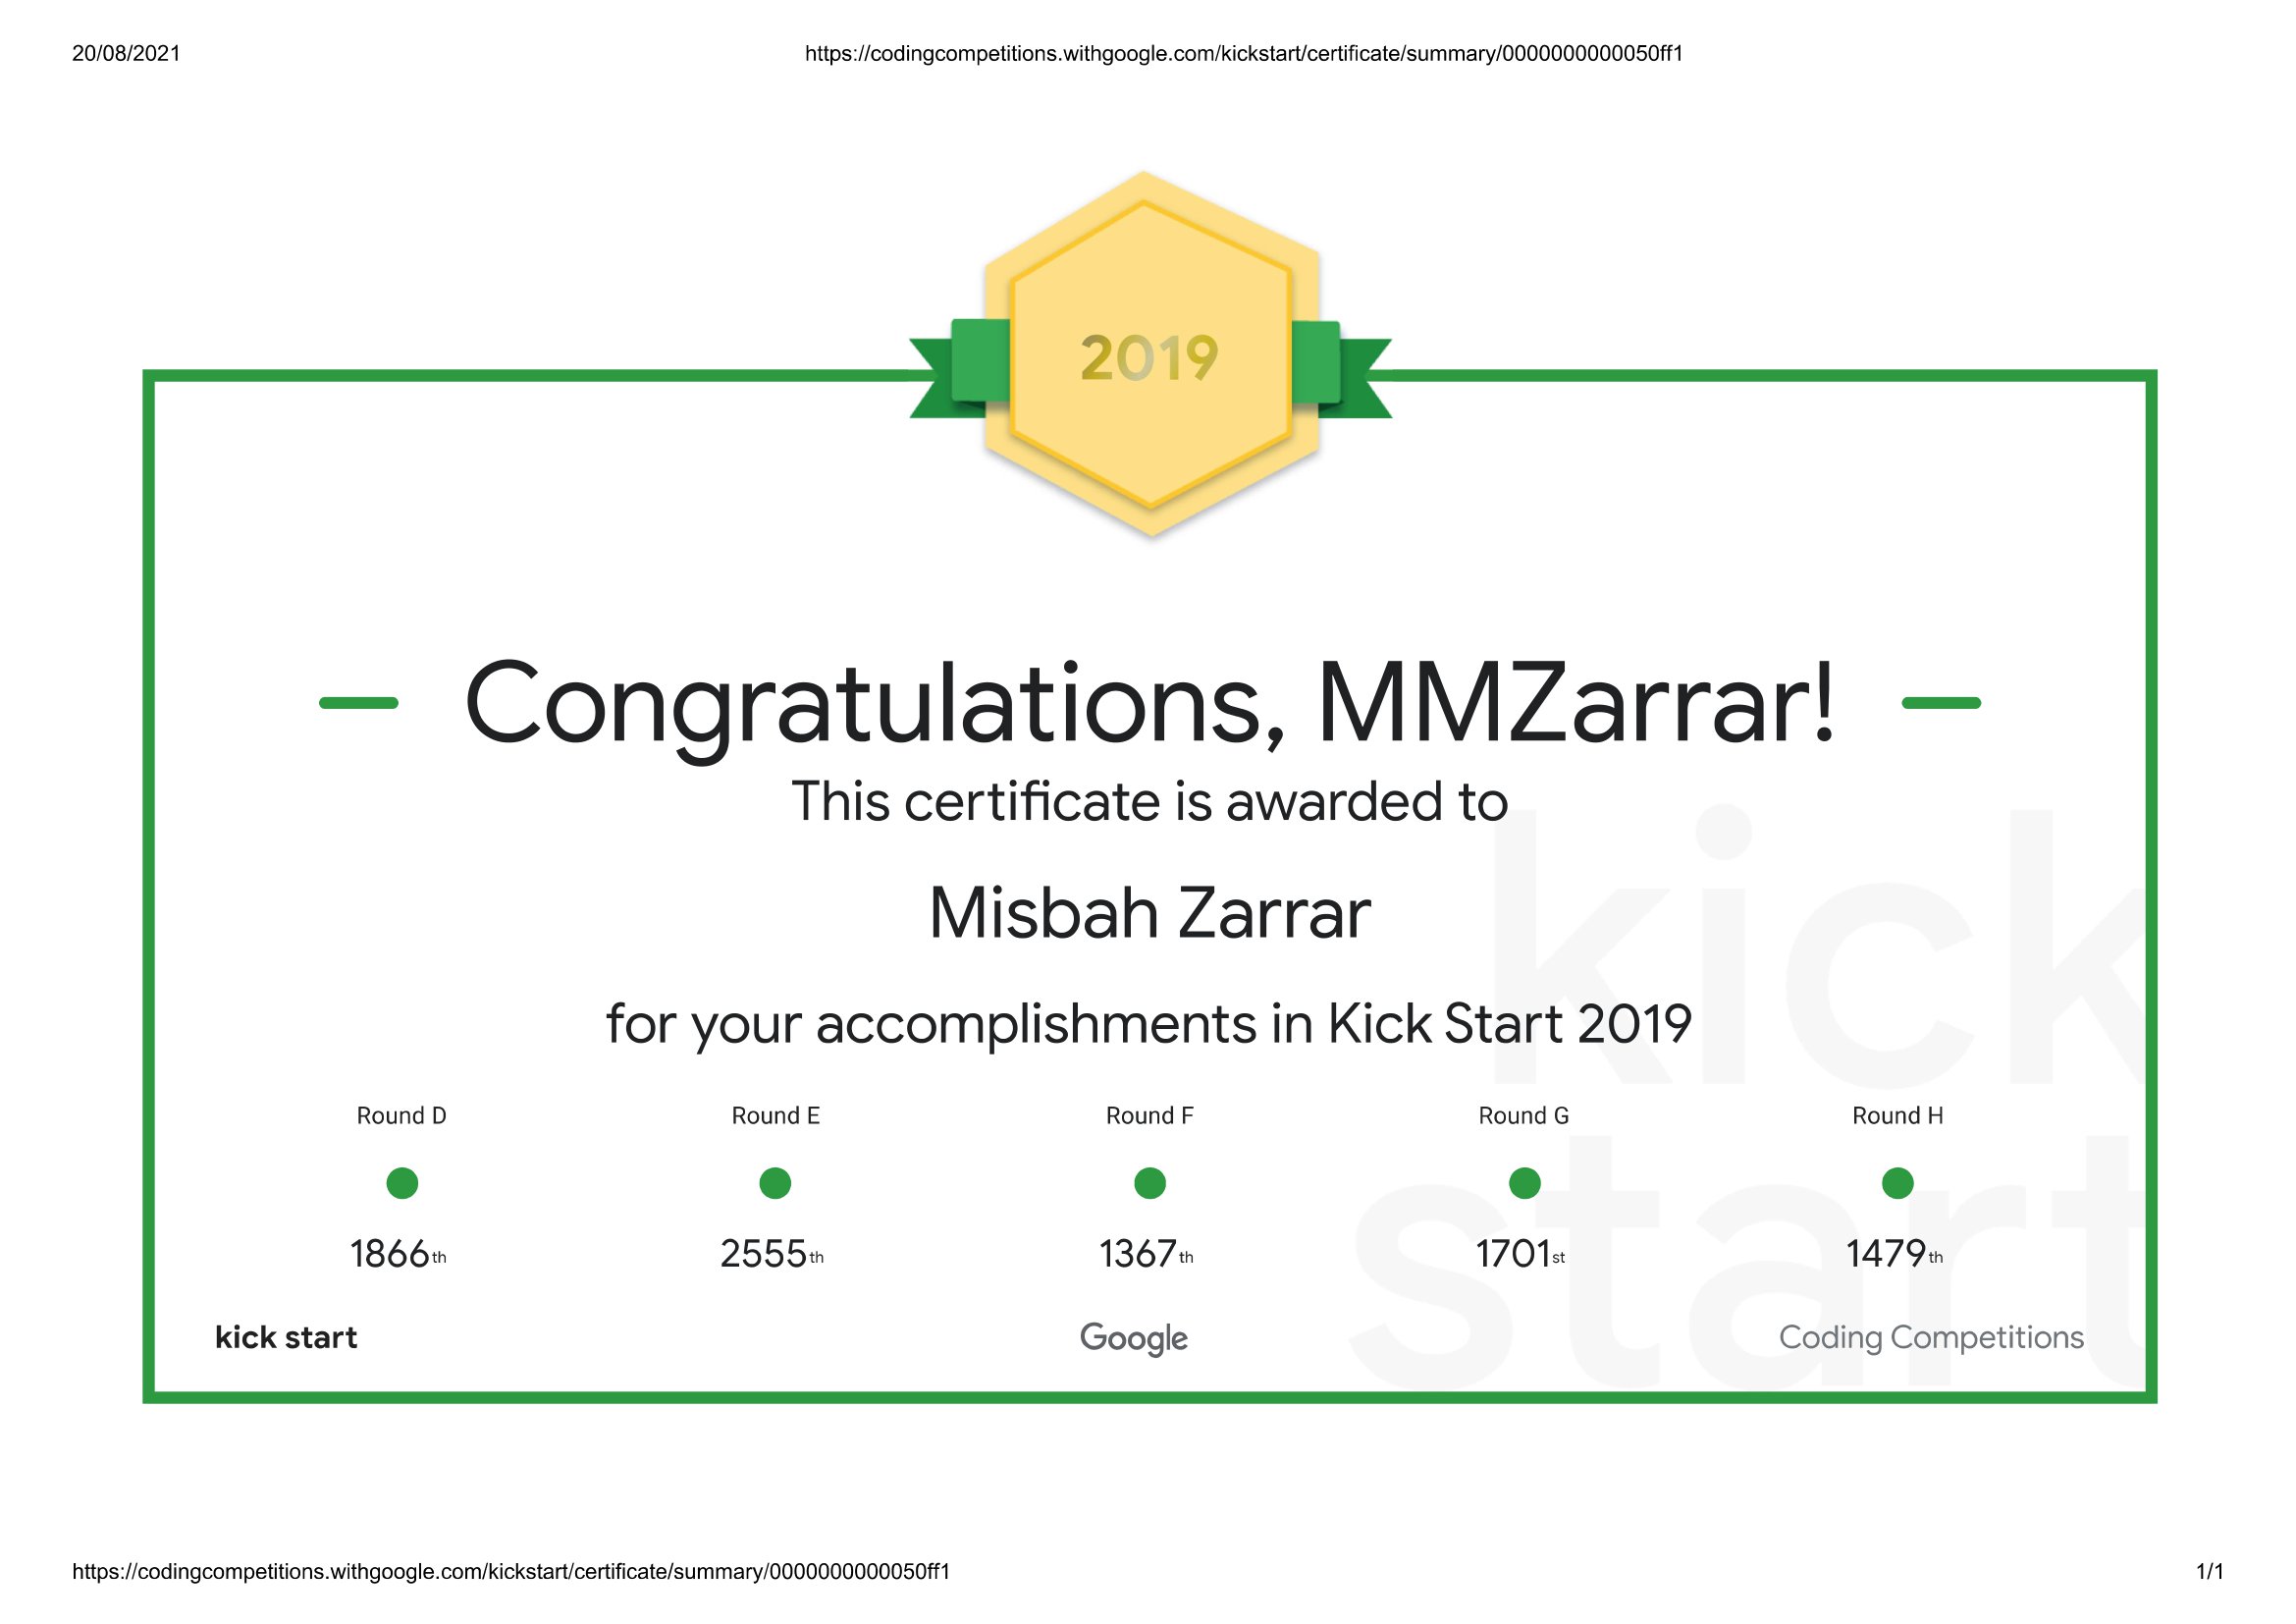 20/08/2021 https://codingcompetitions.withgoogle.com/kickstart/certificate/summary/0000000000050ff1
2019
Congratulations, MMZarrar!
This certificate is awarded to
Misbah Zarrar
for your accomplishments in Kick Start 2019
Round D Round E Round F Round G Round H
1866th 2555th 1367th 1701st 1479th
kick
start
kick start Google Coding Competitions
https://codingcompetitions.withgoogle.com/kickstart/certificate/summary/0000000000050ff1 1/1